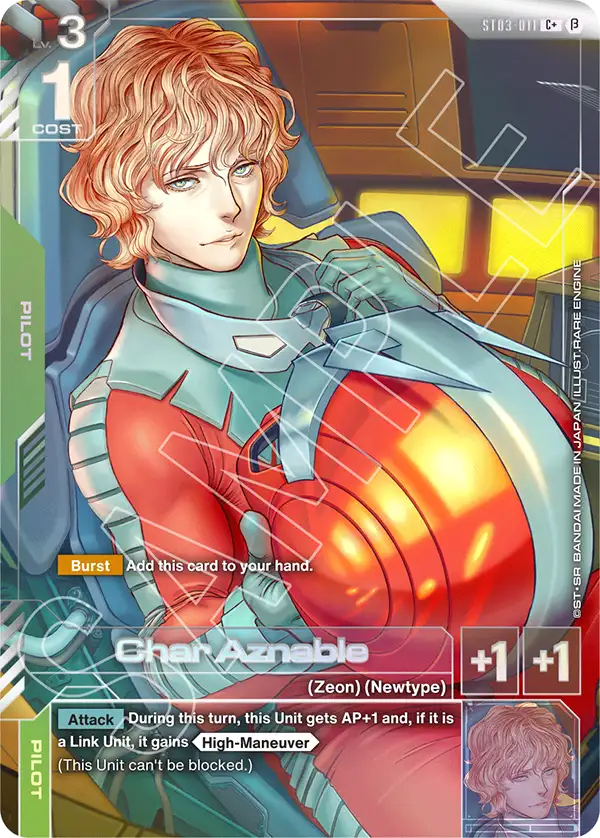 Lv. 3
ST03-011 C+ β
1
COST
PILOT
SAMPLE
©ST・SR BANDAI MADE IN JAPAN ILLUST.RARE ENGINE
Burst Add this card to your hand.
Char Aznable
+1 +1
(Zeon) (Newtype)
PILOT
Attack During this turn, this Unit gets AP+1 and, if it is
a Link Unit, it gains High-Maneuver
(This Unit can't be blocked.)